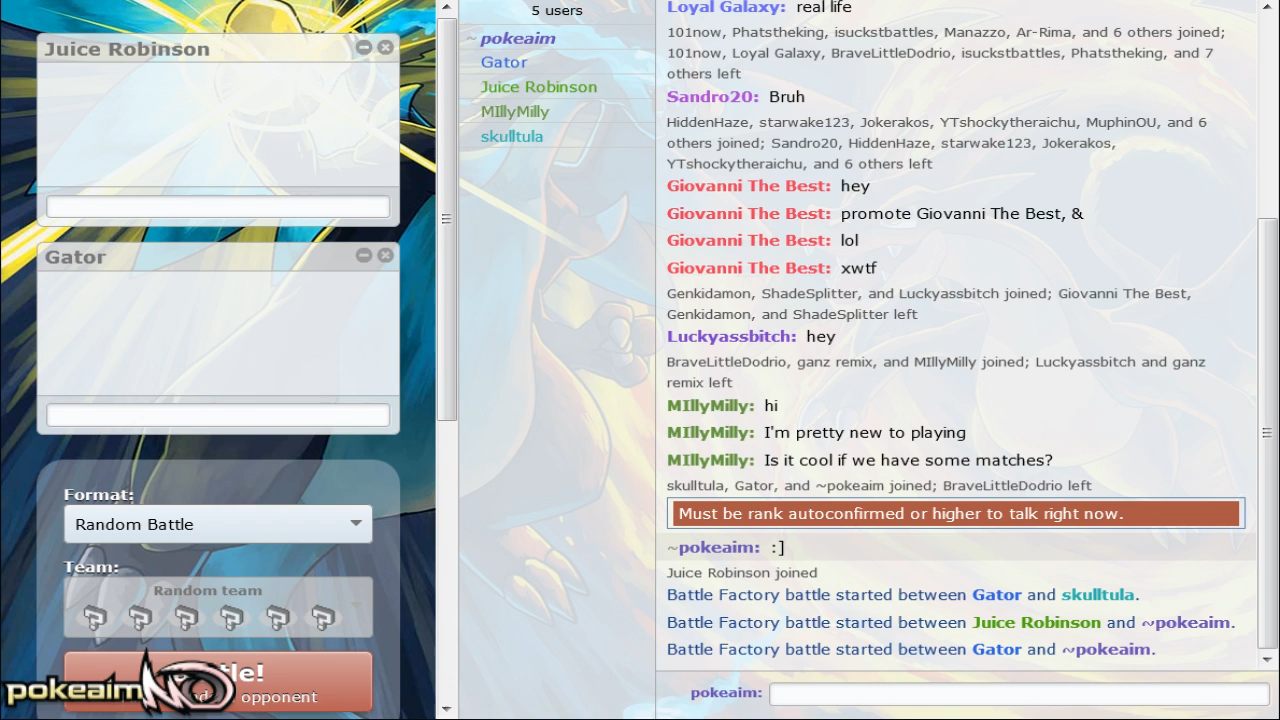 Juice Robinson
Gator
Format:
Random Battle
Team:
Random team
opponent
pokeaim
5 users
~ pokeaim
Gator
Juice Robinson
MIllyMilly
skulltula
Loyal Galaxy: real life
101now, Phatstheking, isuckstbattles, Manazzo, Ar-Rima, and 6 others joined;
101now, Loyal Galaxy, BraveLittleDodrio, isuckstbattles, Phatstheking, and 7
others left
Sandro20: Bruh
HiddenHaze, starwake123, Jokerakos, YTshockytheraichu, MuphinOU, and 6
others joined; Sandro20, HiddenHaze, starwake123, Jokerakos,
YTshockytheraichu, and 6 others left
Giovanni The Best: hey
Giovanni The Best: promote Giovanni The Best, &
Giovanni The Best: lol
Giovanni The Best: xwtf
Genkidamon, ShadeSplitter, and Luckyassbitch joined; Giovanni The Best,
Genkidamon, and ShadeSplitter left
Luckyassbitch: hey
BraveLittleDodrio, ganz remix, and MIllyMilly joined; Luckyassbitch and ganz
remix left
MIllyMilly: hi
MIllyMilly: I'm pretty new to playing
MIllyMilly: Is it cool if we have some matches?
skulltula, Gator, and ~pokeaim joined; BraveLittleDodrio left
Must be rank autoconfirmed or higher to talk right now.
~pokeaim: :]
Juice Robinson joined
Battle Factory battle started between Gator and skulltula.
Battle Factory battle started between Juice Robinson and ~pokeaim.
Battle Factory battle started between Gator and ~pokeaim.
pokeaim: